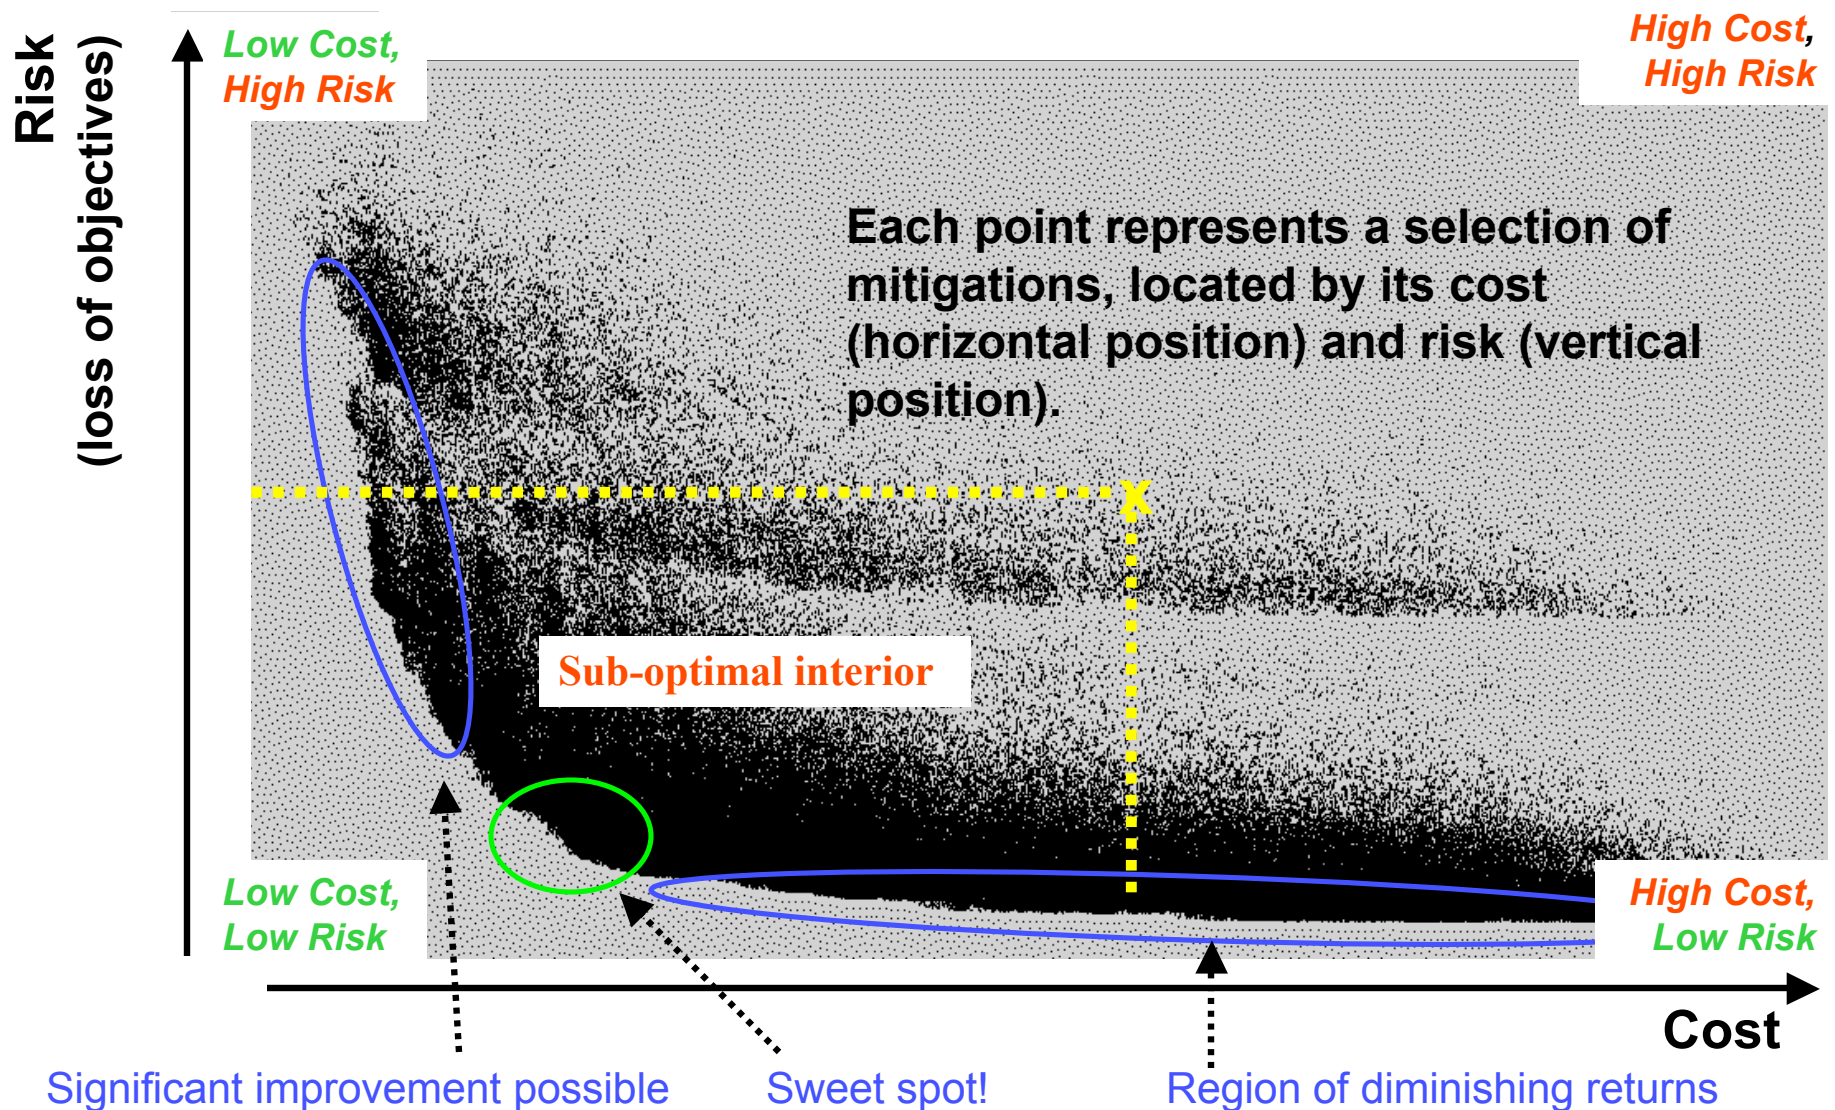 Risk
(loss of objectives)
Low Cost,
High Risk
High Cost,
High Risk
Each point represents a selection of
mitigations, located by its cost
(horizontal position) and risk (vertical
position).
X
Sub-optimal interior
Low Cost,
Low Risk
High Cost,
Low Risk
Cost
Significant improvement possible
Sweet spot!
Region of diminishing returns